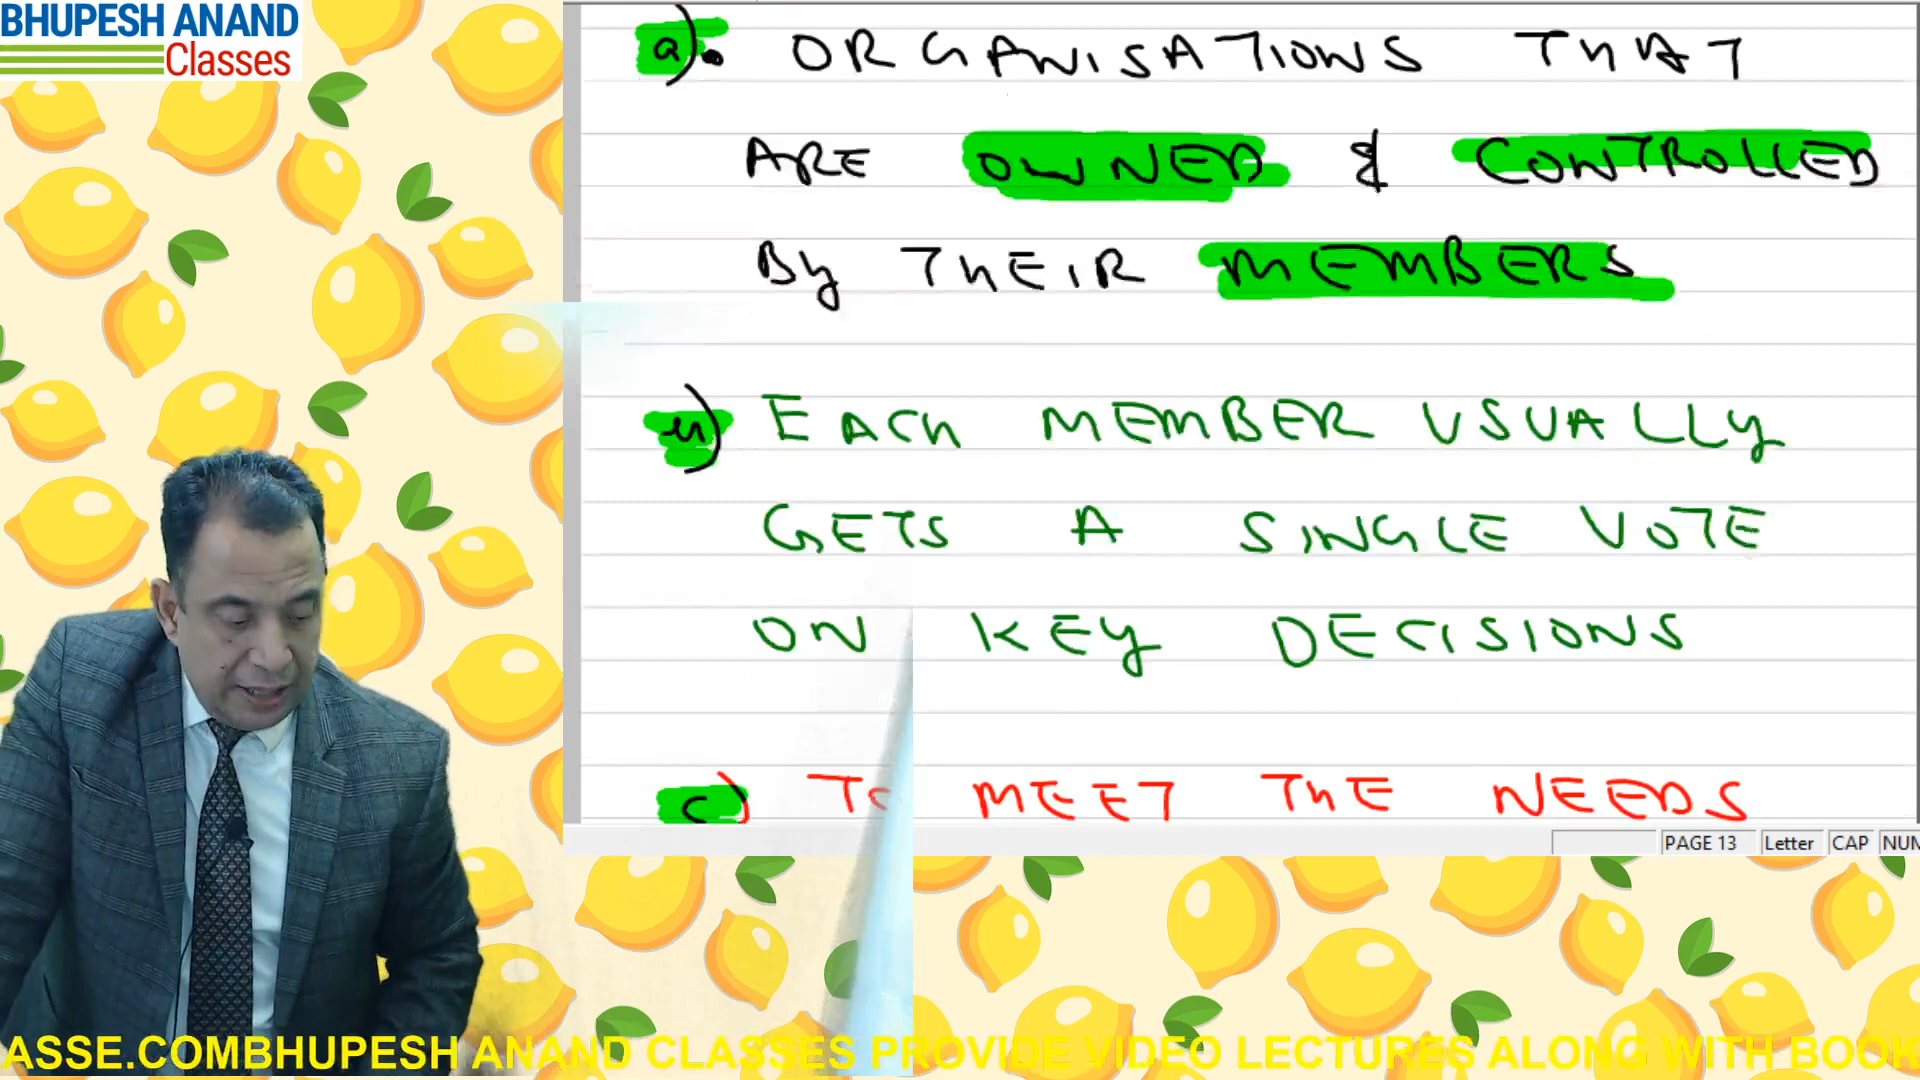 BHUPESH ANAND
Classes
a). ORGANISATIONS THAT
ARE OWNED & CONTROLLED
By THEIR MEMBERS
EACH MEMBER USUALLy
GETS A SINGLE VOTE
ON KEy DECISIONS
c) To MEET THE NEEDS
PAGE 13 Letter CAP NUM
ASSE.COMBHUPESH ANAND CLASSES PROVIDE VIDEO LECTURES ALONG WITH BOOK